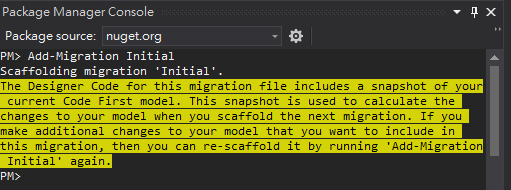 Package Manager Console
Package source: nuget.org
PM> Add-Migration Initial
Scaffolding migration 'Initial'.
The Designer Code for this migration file includes a snapshot of your
current Code First model. This snapshot is used to calculate the
changes to your model when you scaffold the next migration. If you
make additional changes to your model that you want to include in
this migration, then you can re-scaffold it by running 'Add-Migration
Initial' again.
PM>